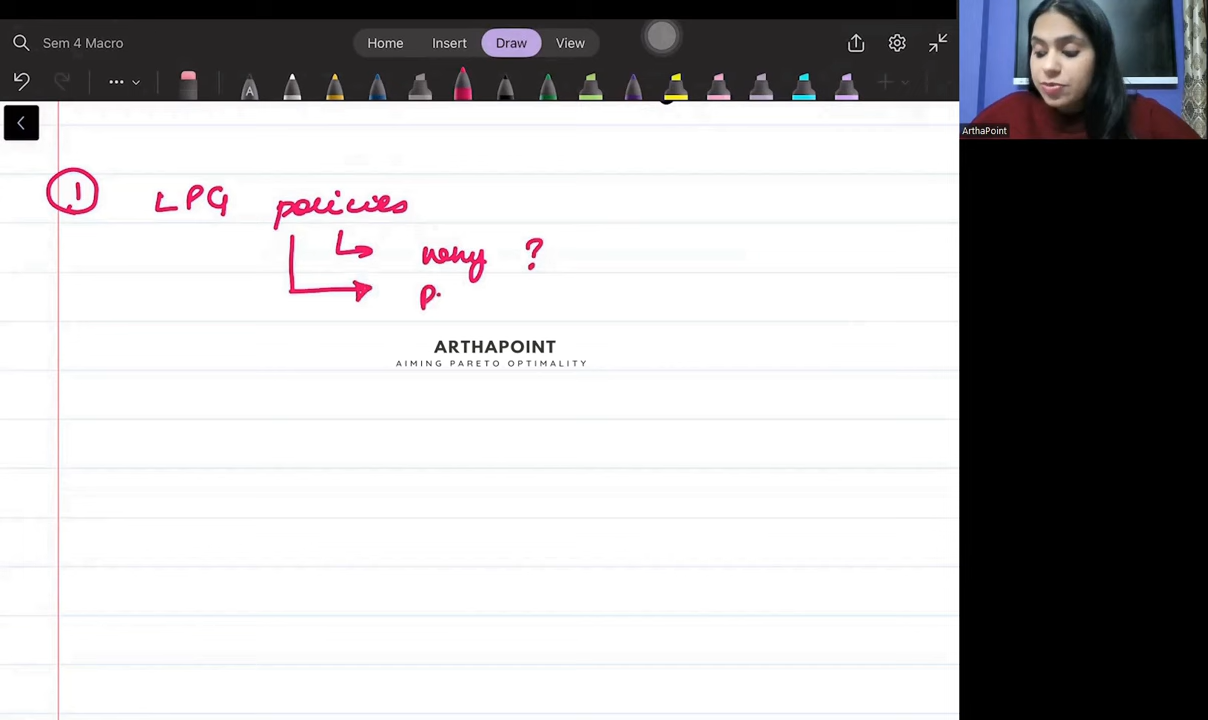 Sem 4 Macro
Home Insert Draw View
A
ArthaPoint
1 LPG policies
why ?
P.
ARTHAPOINT
AIMING PARETO OPTIMALITY